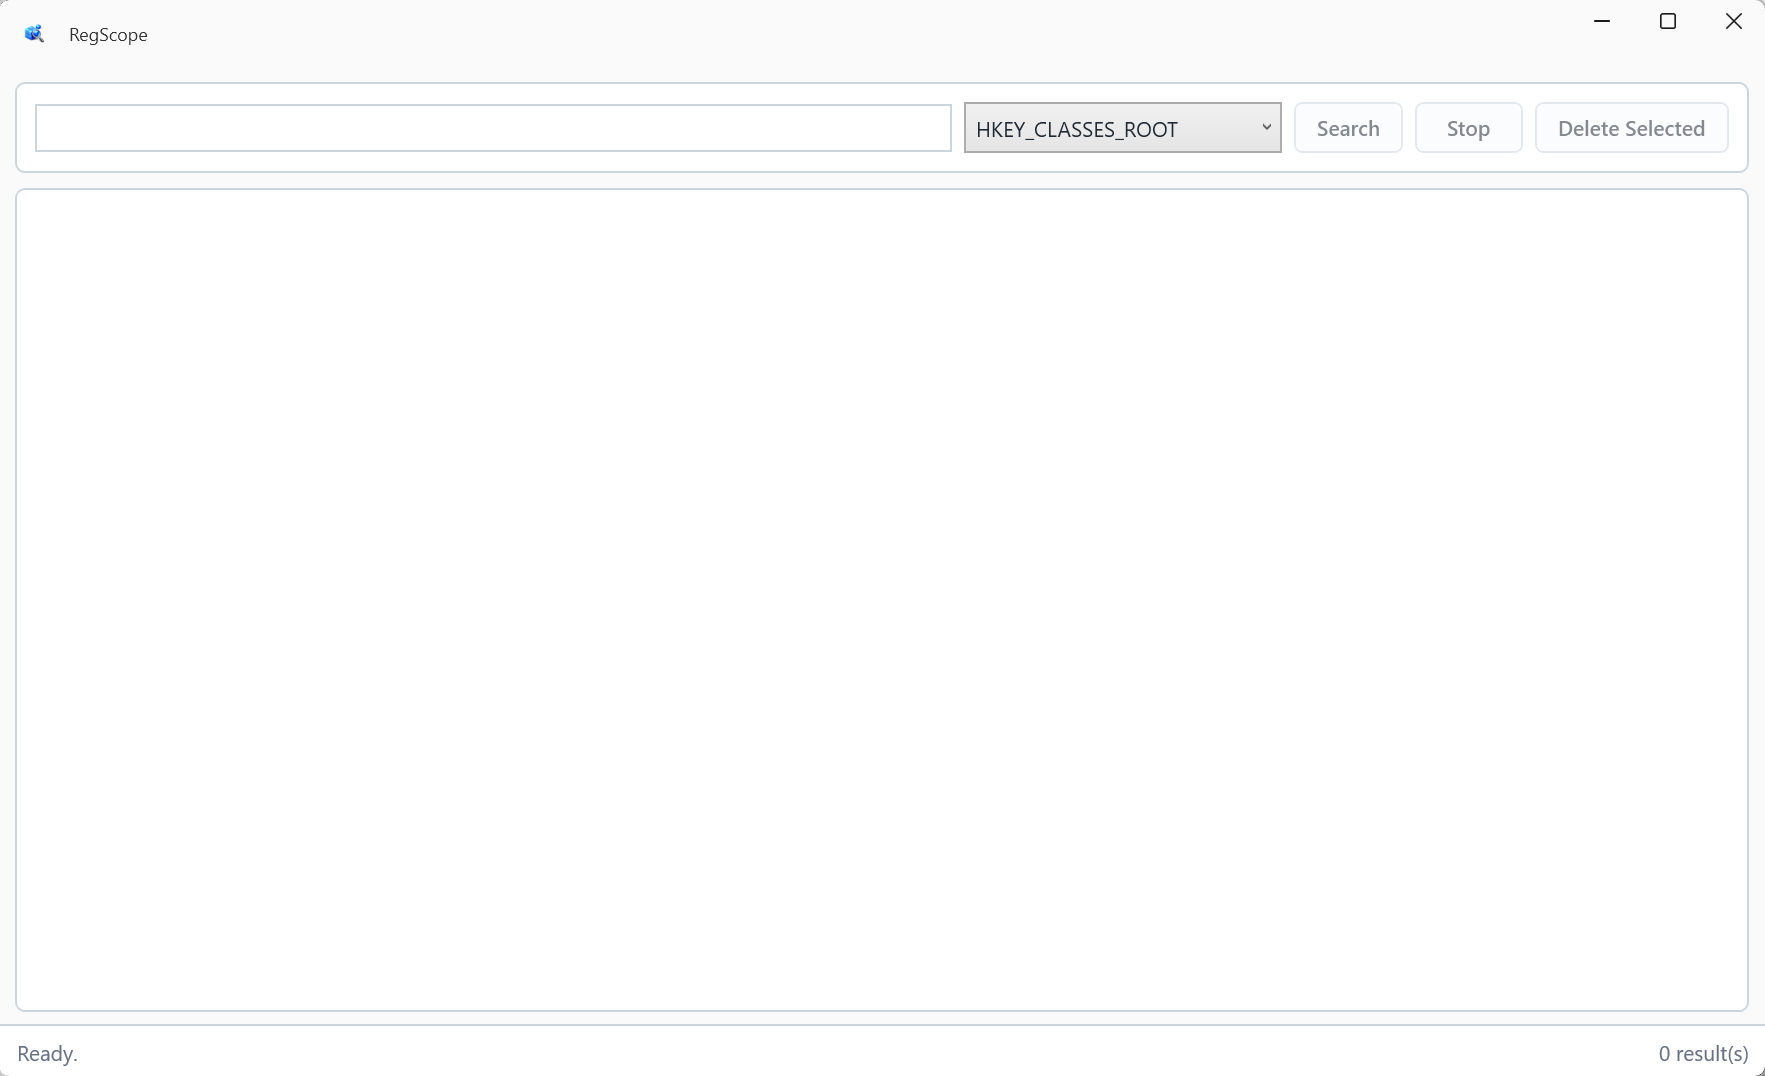 RegScope
HKEY_CLASSES_ROOT
Search
Stop
Delete Selected
Ready.
0 result(s)